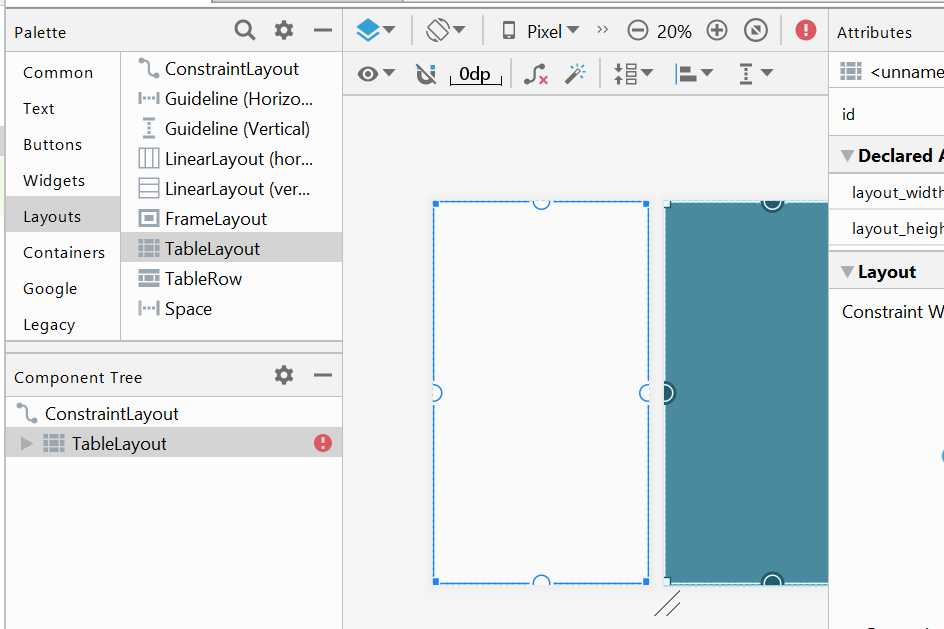 Palette
Common
Text
Buttons
Widgets
Layouts
Containers
Google
Legacy
ConstraintLayout
Guideline (Horizo...
Guideline (Vertical)
LinearLayout (hor...
LinearLayout (ver...
FrameLayout
TableLayout
TableRow
Space
Component Tree
ConstraintLayout
TableLayout
Pixel 20%
0dp
Attributes
<unname
id
Declared A
layout_width
layout_heigh
Layout
Constraint W